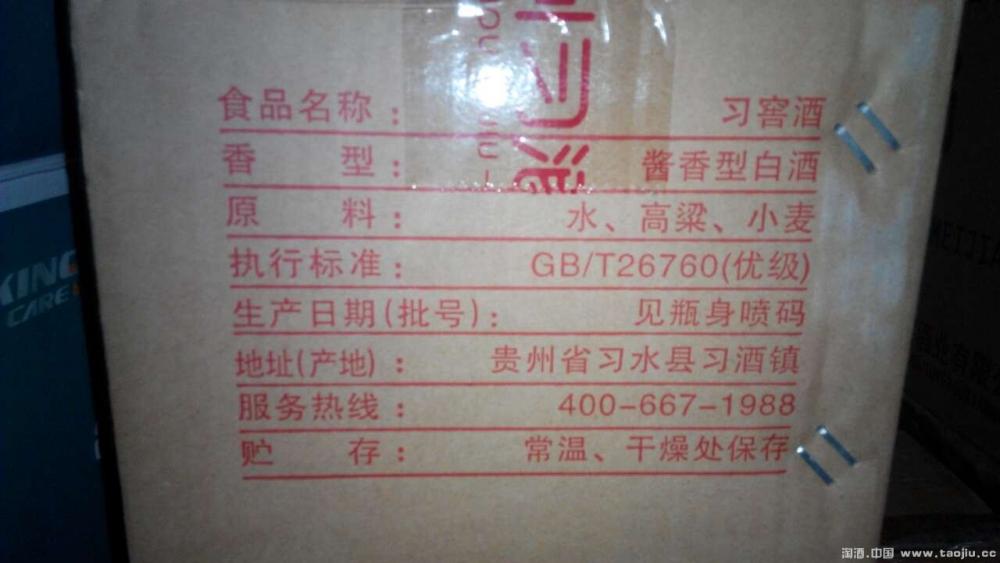 食品名称： 习窖酒
香 型： 酱香型白酒
原 料： 水、高粱、小麦
执行标准： GB/T26760(优级)
生产日期(批号)： 见瓶身喷码
地址(产地)： 贵州省习水县习酒镇
服务热线： 400-667-1988
贮 存： 常温、干燥处保存
KING
CARE
淘酒.中国 www.taojiu.cc